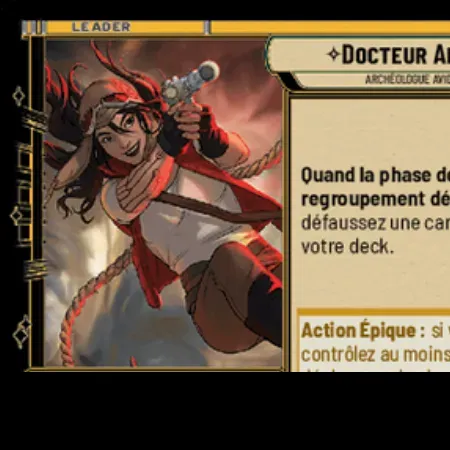 LEADER
DOCTEUR A
ARCHÉOLOGUE AVI
Quand la phase d
regroupement dé
défaussez une car
votre deck.
Action Épique : si
contrôlez au moins